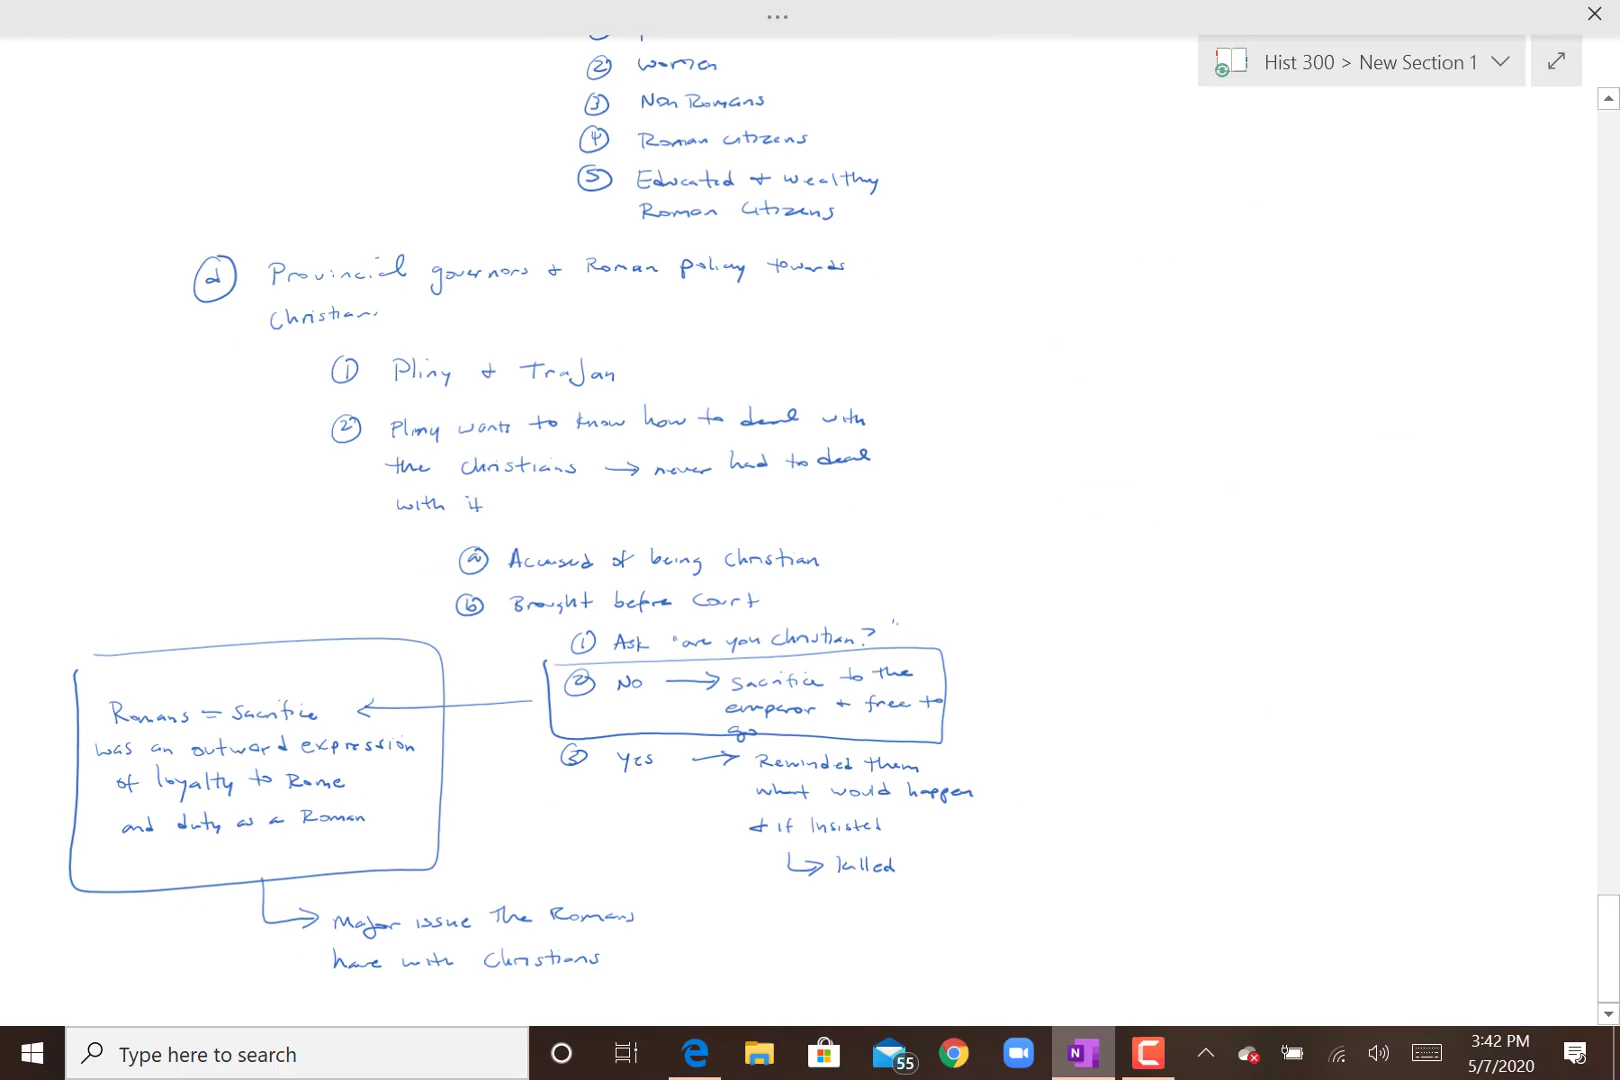 Hist 300 > New Section 1
② women
③ Non Romans
④ Roman citizens
⑤ Educated + wealthy
Roman citizens
ⓓ Provincial governors + Roman policy towards
Christians
① Pliny + Trajan
② Pliny wants to know how to deal with
the Christians → never had to deal
with it
ⓐ Accused of being Christian
ⓑ Brought before court
① Ask "are you Christian?"
② No → Sacrifice to the
emperor + free to
go
③ Yes → Reminded them
what would happen
+ if insisted
↳ killed
Romans = sacrifice
was an outward expression
of loyalty to Rome
and duty as a Roman
Major issue the Romans
have with Christians
Type here to search
55
3:42 PM
5/7/2020